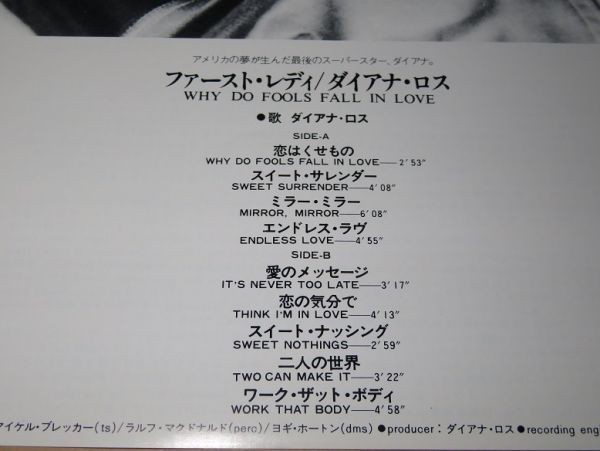 アメリカの夢が生んだ最後のスーパースター、ダイアナ。
ファースト・レディ/ダイアナ・ロス
WHY DO FOOLS FALL IN LOVE
●歌 ダイアナ・ロス
SIDE-A
恋はくせもの
WHY DO FOOLS FALL IN LOVE——2′53″
スイート・サレンダー
SWEET SURRENDER——4′08″
ミラー・ミラー
MIRROR, MIRROR——6′08″
エンドレス・ラヴ
ENDLESS LOVE——4′55″
SIDE-B
愛のメッセージ
IT'S NEVER TOO LATE——3′17″
恋の気分で
THINK I'M IN LOVE——4′13″
スイート・ナッシング
SWEET NOTHINGS——2′59″
二人の世界
TWO CAN MAKE IT——3′22″
ワーク・ザット・ボディ
WORK THAT BODY——4′58″
アイケル・ブレッカー(ts)/ラルフ・マクドナルド(perc)/ヨギ・ホートン(dms) ●producer：ダイアナ・ロス ●recording eng